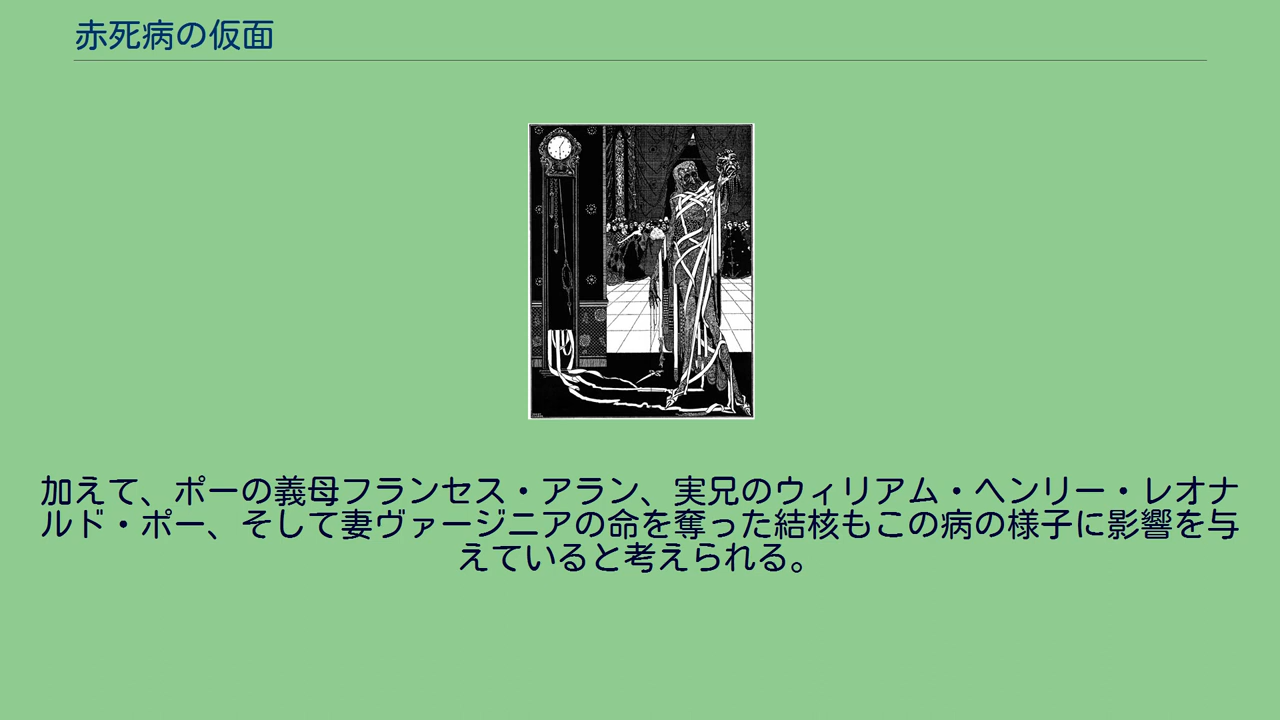 赤死病の仮面
加えて、ポーの義母フランセス・アラン、実兄のウィリアム・ヘンリー・レオナ
ルド・ポー、そして妻ヴァージニアの命を奪った結核もこの病の様子に影響を与
えていると考えられる。